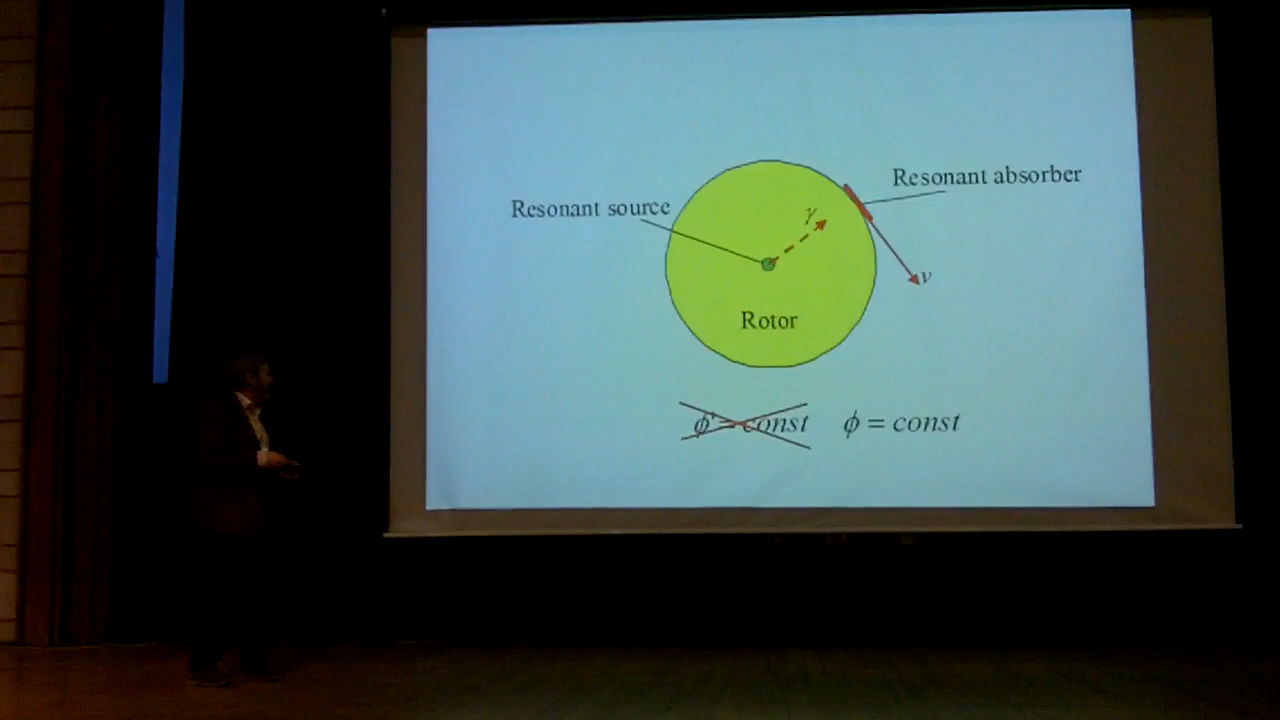 Resonant absorber
Resonant source
γ
ν
Rotor
ϕ' = const ϕ = const